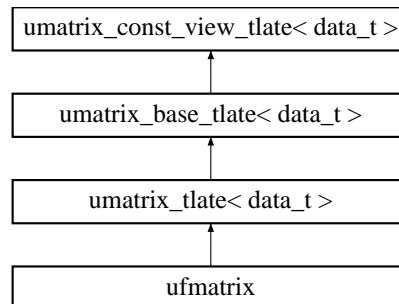 umatrix_const_view_tlate< data_t >
umatrix_base_tlate< data_t >
umatrix_tlate< data_t >
ufmatrix